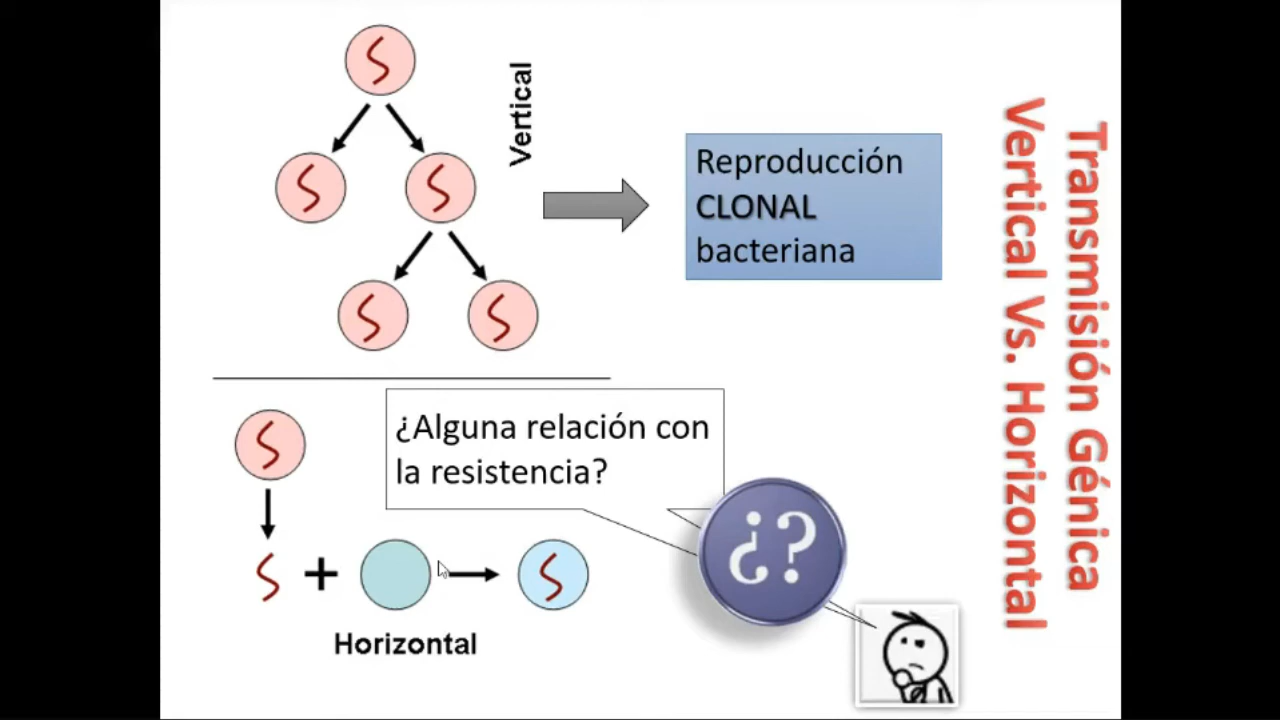 Transmisión Génica
Vertical Vs. Horizontal
Vertical
Reproducción
CLONAL
bacteriana
¿Alguna relación con
la resistencia?
¿?
+
Horizontal